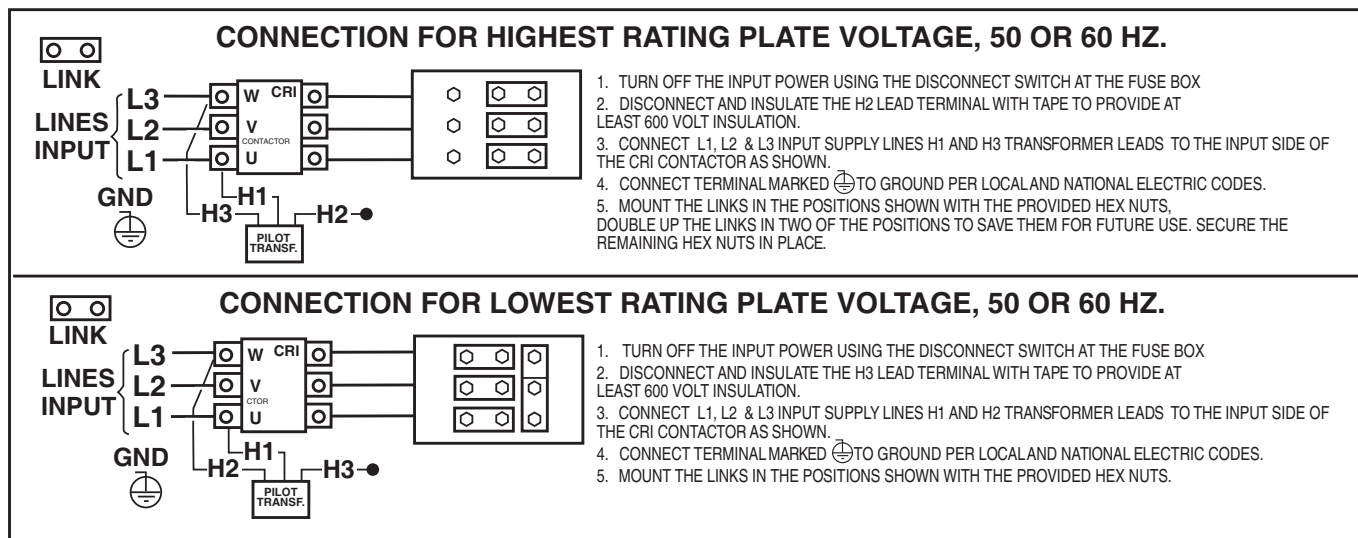 CONNECTION FOR HIGHEST RATING PLATE VOLTAGE, 50 OR 60 HZ.
LINK
LINES
INPUT
L3
L2
L1
GND
W CRI
V
CONTACTOR
U
H1
H3
H2
PILOT
TRANSF.
1. TURN OFF THE INPUT POWER USING THE DISCONNECT SWITCH AT THE FUSE BOX
2. DISCONNECT AND INSULATE THE H2 LEAD TERMINAL WITH TAPE TO PROVIDE AT
LEAST 600 VOLT INSULATION.
3. CONNECT L1, L2 & L3 INPUT SUPPLY LINES H1 AND H3 TRANSFORMER LEADS TO THE INPUT SIDE OF
THE CRI CONTACTOR AS SHOWN.
4. CONNECT TERMINAL MARKED TO GROUND PER LOCAL AND NATIONAL ELECTRIC CODES.
5. MOUNT THE LINKS IN THE POSITIONS SHOWN WITH THE PROVIDED HEX NUTS,
DOUBLE UP THE LINKS IN TWO OF THE POSITIONS TO SAVE THEM FOR FUTURE USE. SECURE THE
REMAINING HEX NUTS IN PLACE.
CONNECTION FOR LOWEST RATING PLATE VOLTAGE, 50 OR 60 HZ.
LINK
LINES
INPUT
L3
L2
L1
GND
W CRI
V
CTOR
U
H1
H2
H3
PILOT
TRANSF.
1. TURN OFF THE INPUT POWER USING THE DISCONNECT SWITCH AT THE FUSE BOX
2. DISCONNECT AND INSULATE THE H3 LEAD TERMINAL WITH TAPE TO PROVIDE AT
LEAST 600 VOLT INSULATION.
3. CONNECT L1, L2 & L3 INPUT SUPPLY LINES H1 AND H2 TRANSFORMER LEADS TO THE INPUT SIDE OF
THE CRI CONTACTOR AS SHOWN.
4. CONNECT TERMINAL MARKED TO GROUND PER LOCAL AND NATIONAL ELECTRIC CODES.
5. MOUNT THE LINKS IN THE POSITIONS SHOWN WITH THE PROVIDED HEX NUTS.